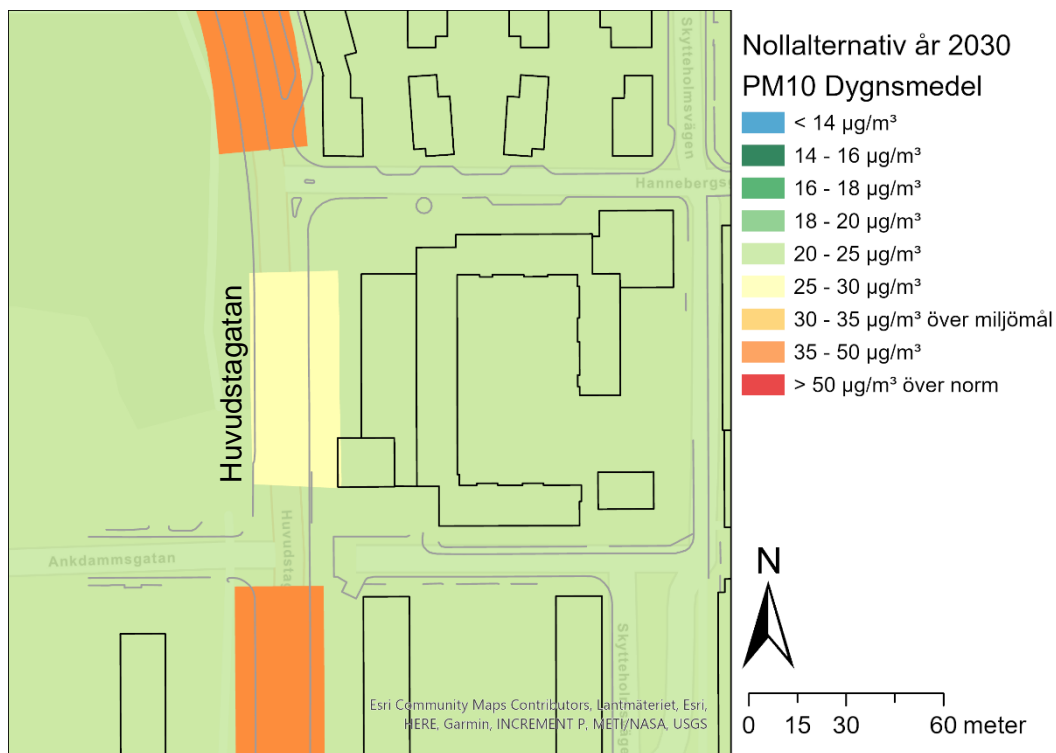 Nollalternativ år 2030
PM10 Dygnsmedel
< 14 µg/m³
14 - 16 µg/m³
16 - 18 µg/m³
18 - 20 µg/m³
20 - 25 µg/m³
25 - 30 µg/m³
30 - 35 µg/m³ över miljömål
35 - 50 µg/m³
> 50 µg/m³ över norm
Skytteholmsvägen
Hannebergsg
Huvudstagatan
Ankdammsgatan
Huvudstag
Skytteholmsväge
Esri Community Maps Contributors, Lantmäteriet, Esri,
HERE, Garmin, INCREMENT P, METI/NASA, USGS
N
0 15 30 60 meter